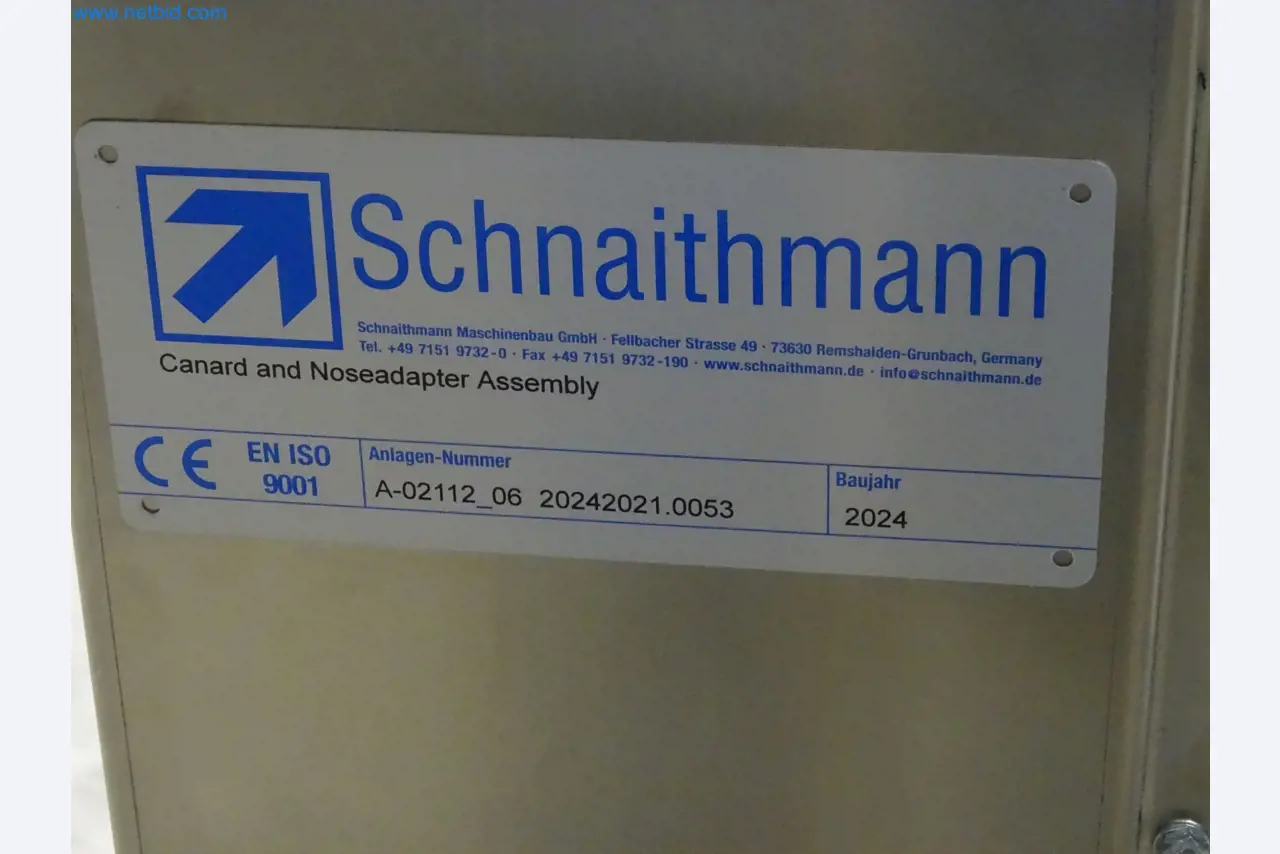 www.netbid.com
Schnaithmann
Schnaithmann Maschinenbau GmbH · Fellbacher Strasse 49 · 73630 Remshalden-Grunbach, Germany
Tel. +49 7151 9732-0 · Fax +49 7151 9732-190 · www.schnaithmann.de · info@schnaithmann.de
Canard and Noseadapter Assembly
CE
EN ISO
9001
Anlagen-Nummer
A-02112_06 20242021.0053
Baujahr
2024